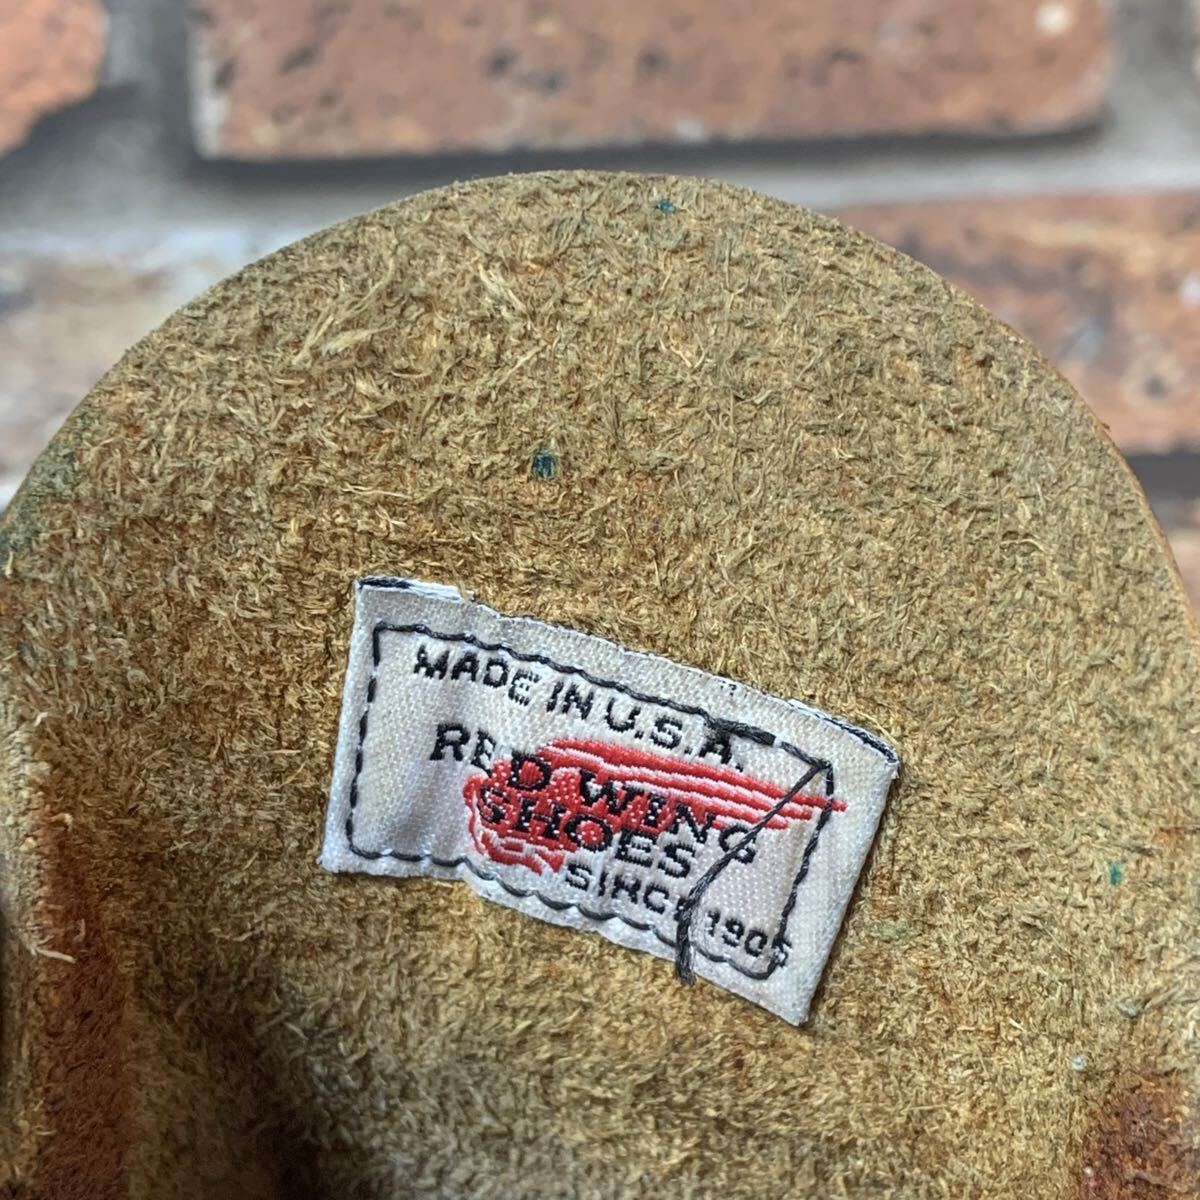 MADE IN U.S.A.
RED WING
SHOES
SINCE 1905